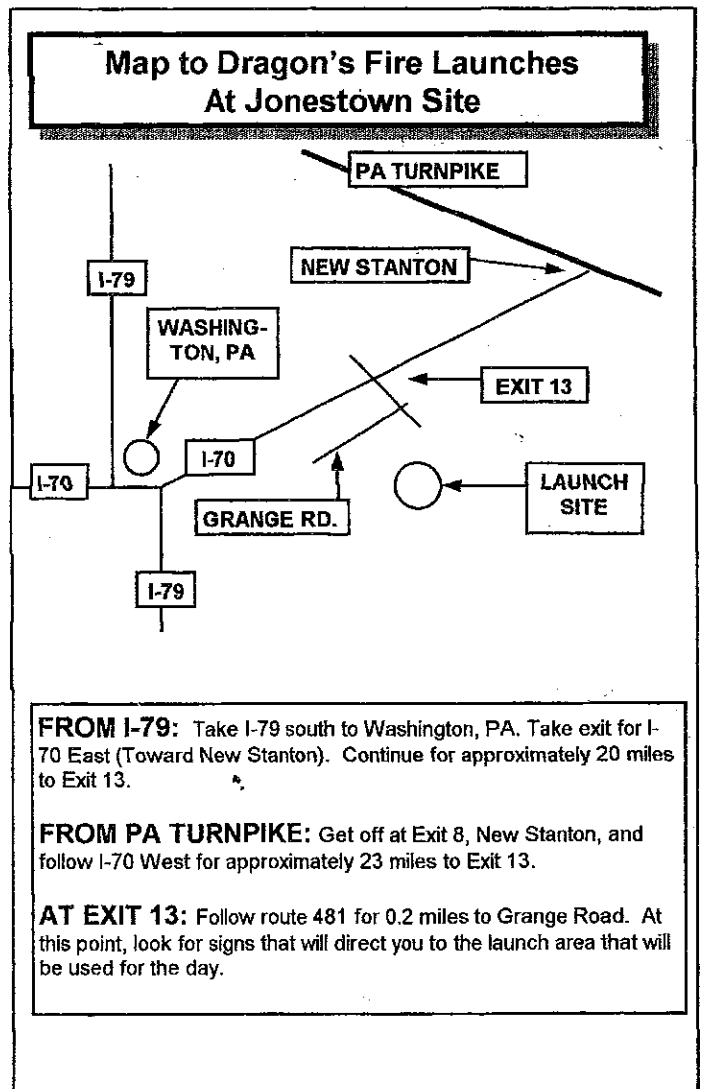 Map to Dragon's Fire Launches
At Jonestown Site
PA TURNPIKE
NEW STANTON
I-79
WASHING-
TON, PA
EXIT 13
I-70
I-70
LAUNCH
SITE
GRANGE RD.
I-79
FROM I-79: Take I-79 south to Washington, PA. Take exit for I-
70 East (Toward New Stanton). Continue for approximately 20 miles
to Exit 13.
FROM PA TURNPIKE: Get off at Exit 8, New Stanton, and
follow I-70 West for approximately 23 miles to Exit 13.
AT EXIT 13: Follow route 481 for 0.2 miles to Grange Road. At
this point, look for signs that will direct you to the launch area that will
be used for the day.